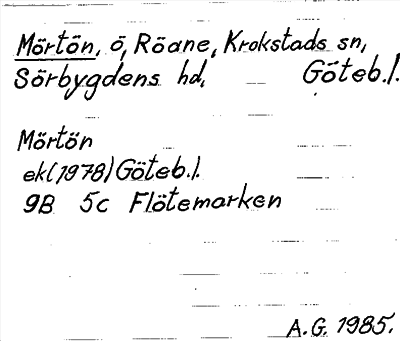 Mörtön, ö, Röane, Krokstads sn,
Sörbygdens hd, Göteb.l.
Mörtön
ek(1978) Göteb.l.
9B 5c Flötemarken
A.G. 1985.